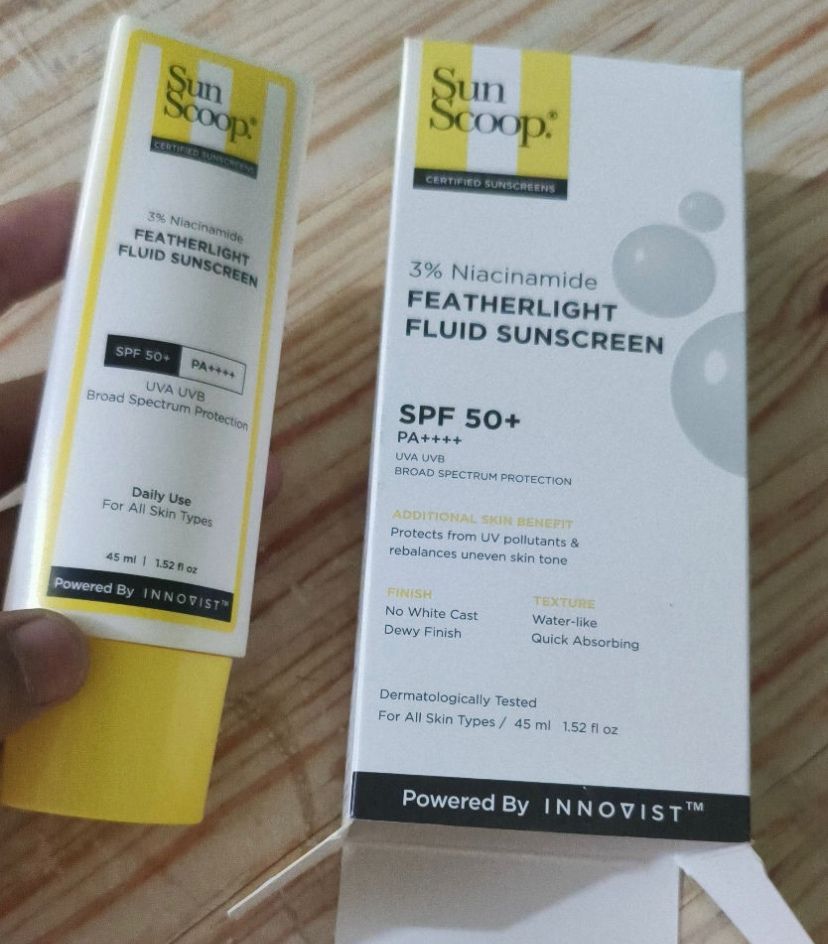 Sun
Scoop.®
CERTIFIED SUNSCREENS
3% Niacinamide
FEATHERLIGHT
FLUID SUNSCREEN
SPF 50+ PA++++
UVA UVB
Broad Spectrum Protection
Daily Use
For All Skin Types
45 ml | 1.52 fl oz
Powered By INNOVIST™
Sun
Scoop.®
CERTIFIED SUNSCREENS
3% Niacinamide
FEATHERLIGHT
FLUID SUNSCREEN
SPF 50+
PA++++
UVA UVB
BROAD SPECTRUM PROTECTION
ADDITIONAL SKIN BENEFIT
Protects from UV pollutants &
rebalances uneven skin tone
FINISH
No White Cast
Dewy Finish
TEXTURE
Water-like
Quick Absorbing
Dermatologically Tested
For All Skin Types / 45 ml 1.52 fl oz
Powered By INNOVIST™